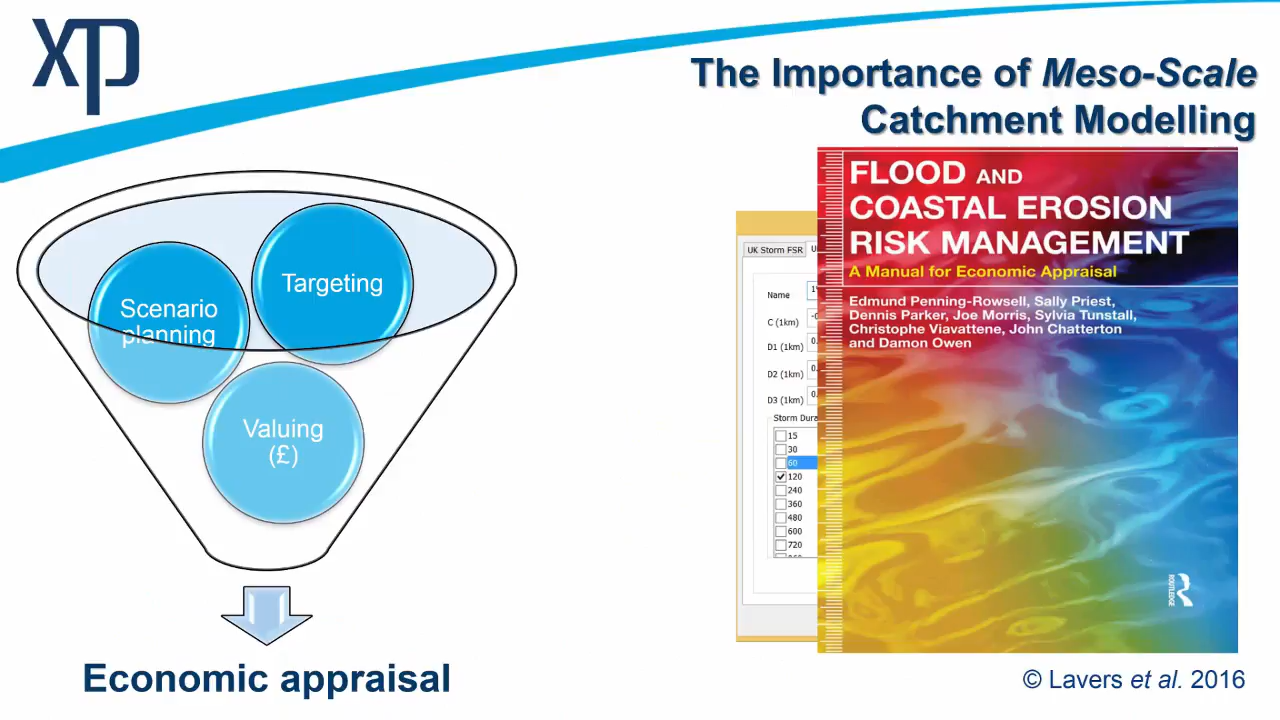 xp
The Importance of Meso-Scale
Catchment Modelling
Scenario
planning
Targeting
Valuing
(£)
Economic appraisal
UK Storm FSR
Name
C (1km)
D1 (1km)
D2 (1km)
D3 (1km)
Storm Dura
15
30
60
120
240
360
480
600
720
FLOOD AND
COASTAL EROSION
RISK MANAGEMENT
A Manual for Economic Appraisal
Edmund Penning-Rowsell, Sally Priest,
Dennis Parker, Joe Morris, Sylvia Tunstall,
Christophe Viavattene, John Chatterton
and Damon Owen
ROUTLEDGE
© Lavers et al. 2016